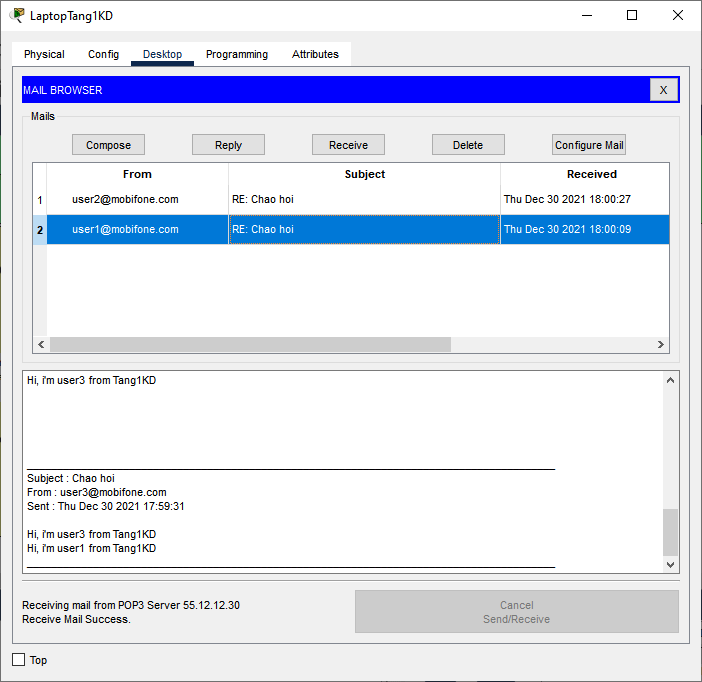 LaptopTang1KD
Physical Config Desktop Programming Attributes
MAIL BROWSER X
Mails
Compose Reply Receive Delete Configure Mail
From Subject Received
1 user2@mobifone.com RE: Chao hoi Thu Dec 30 2021 18:00:27
2 user1@mobifone.com RE: Chao hoi Thu Dec 30 2021 18:00:09
Hi, i'm user3 from Tang1KD
Subject : Chao hoi
From : user3@mobifone.com
Sent : Thu Dec 30 2021 17:59:31
Hi, i'm user3 from Tang1KD
Hi, i'm user1 from Tang1KD
Receiving mail from POP3 Server 55.12.12.30
Receive Mail Success.
Cancel
Send/Receive
Top